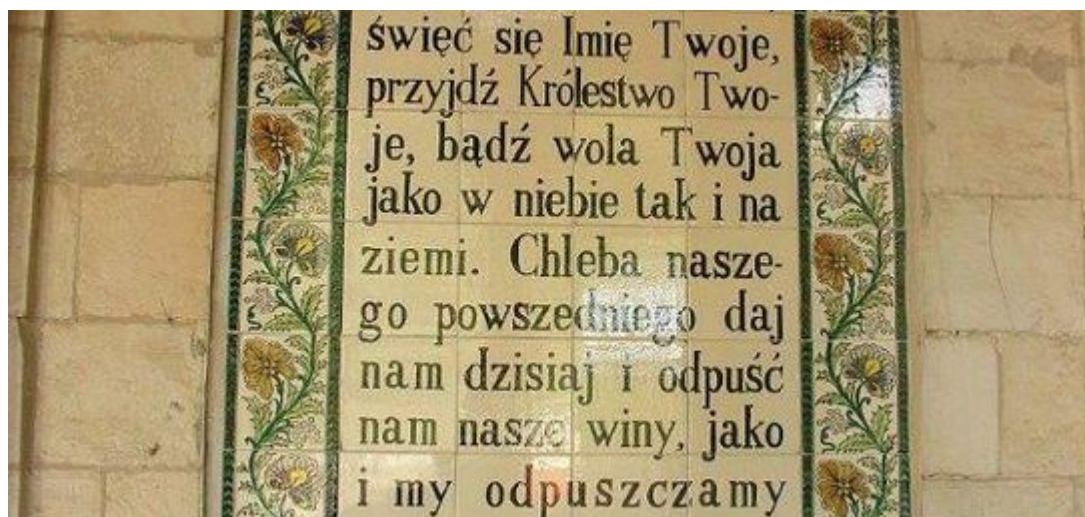 święć się Imię Twoje,
przyjdź Królestwo Two-
je, bądź wola Twoja
jako w niebie tak i na
ziemi. Chleba nasze-
go powszedniego daj
nam dzisiaj i odpuść
nam nasze winy, jako
i my odpuszczamy